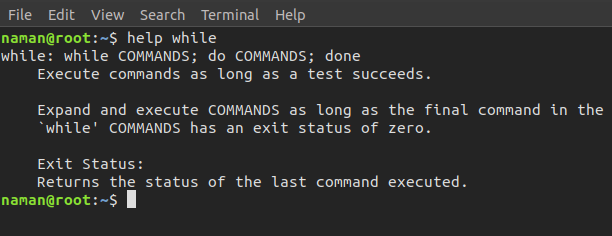 File Edit View Search Terminal Help
naman@root:~$ help while
while: while COMMANDS; do COMMANDS; done
    Execute commands as long as a test succeeds.

    Expand and execute COMMANDS as long as the final command in the
    `while' COMMANDS has an exit status of zero.

    Exit Status:
    Returns the status of the last command executed.
naman@root:~$